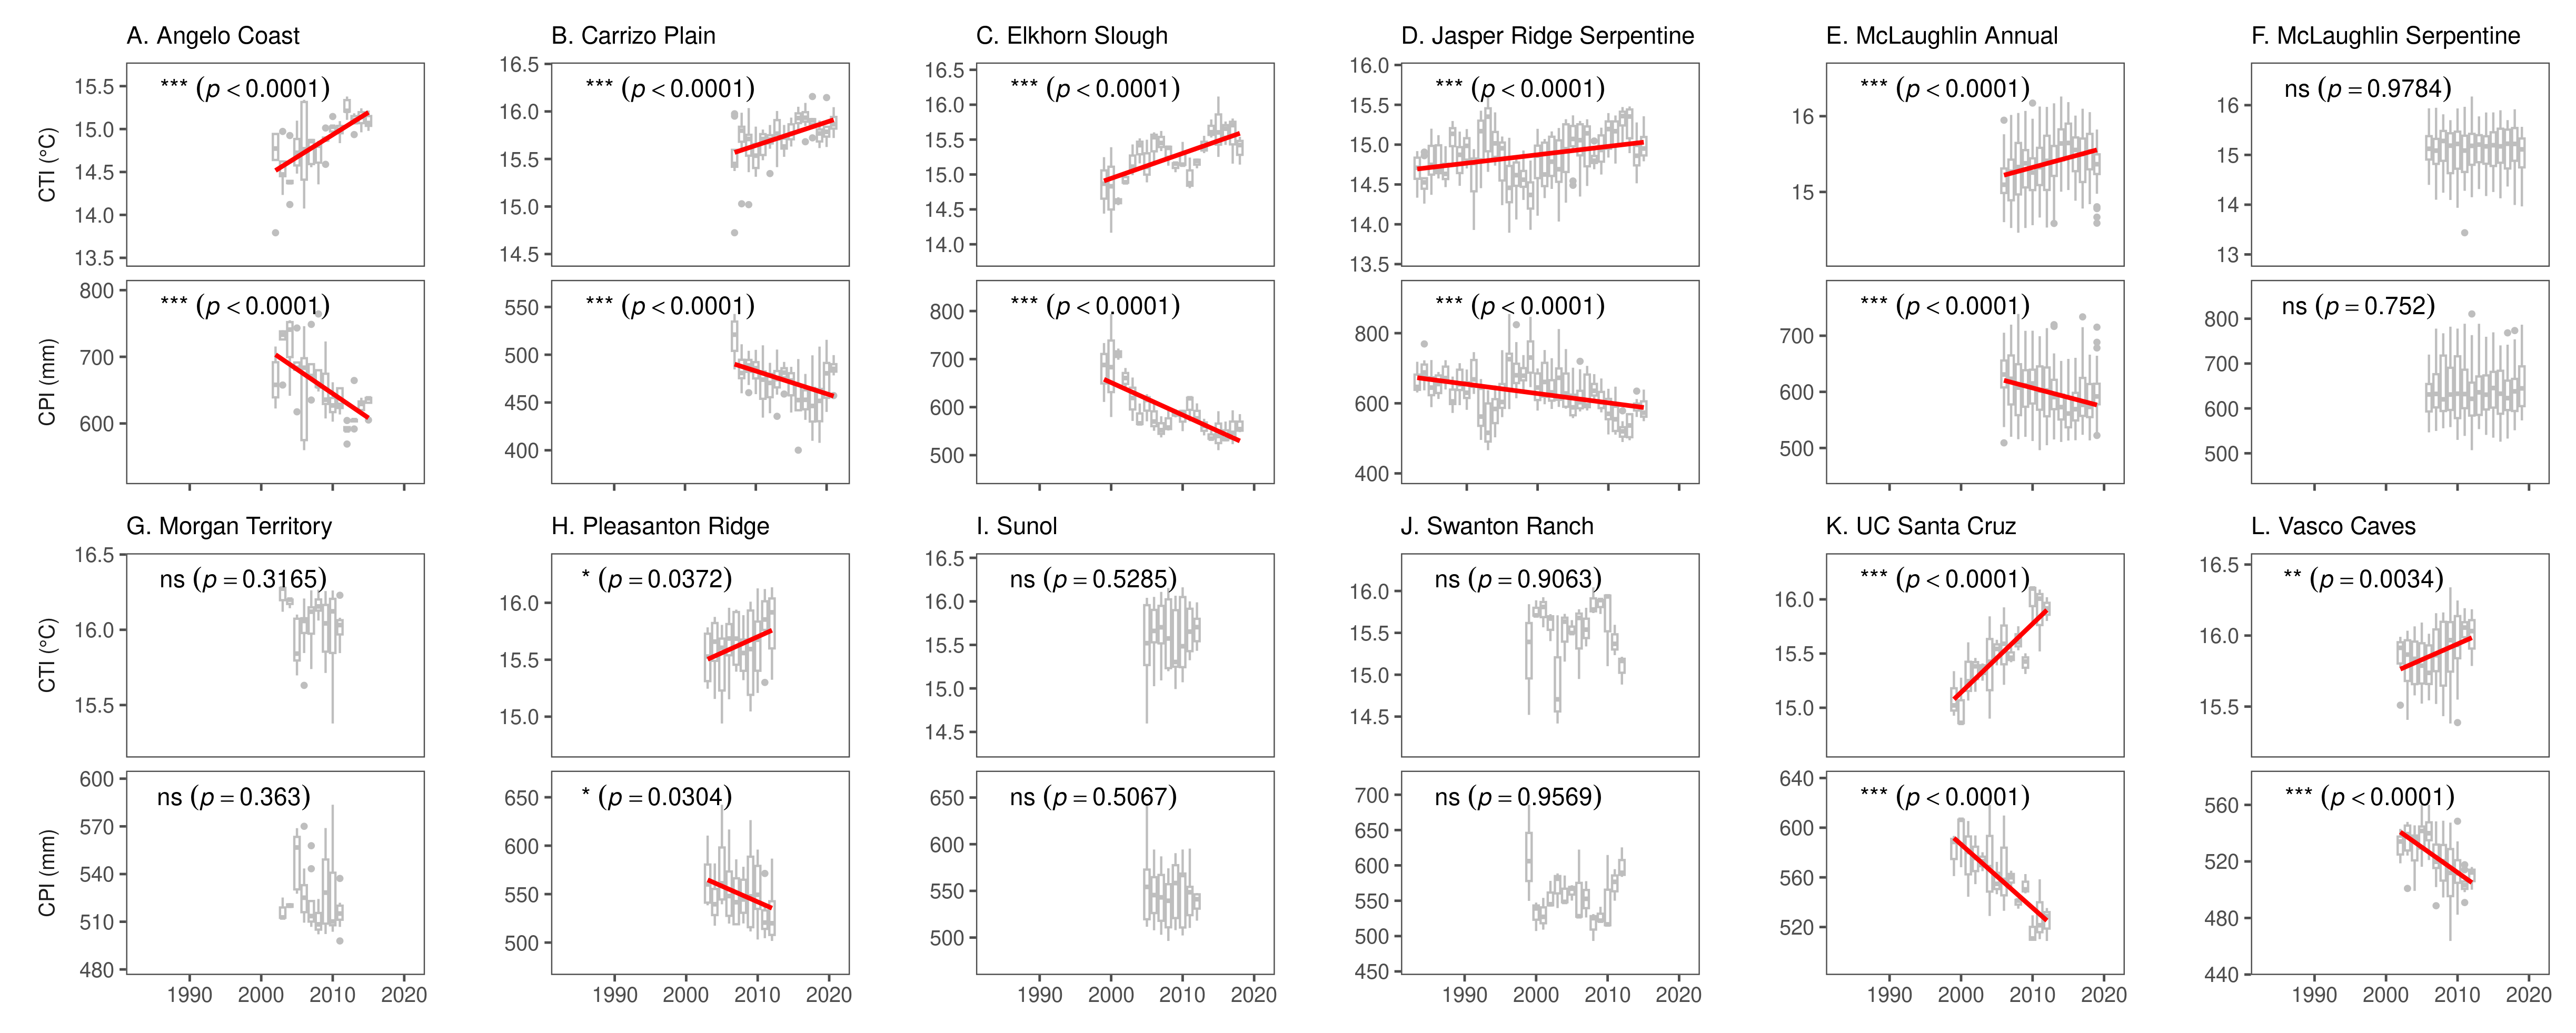 A. Angelo Coast
B. Carrizo Plain
C. Elkhorn Slough
D. Jasper Ridge Serpentine
E. McLaughlin Annual
F. McLaughlin Serpentine
CTI (°C)
15.5
15.0
14.5
14.0
13.5
*** (p < 0.0001)
16.5
16.0
15.5
15.0
14.5
*** (p < 0.0001)
16.5
16.0
15.5
15.0
14.5
14.0
*** (p < 0.0001)
16.0
15.5
15.0
14.5
14.0
13.5
*** (p < 0.0001)
16
15
*** (p < 0.0001)
16
15
14
13
ns (p = 0.9784)
CPI (mm)
800
700
600
*** (p < 0.0001)
550
500
450
400
*** (p < 0.0001)
800
700
600
500
*** (p < 0.0001)
800
600
400
*** (p < 0.0001)
700
600
500
*** (p < 0.0001)
800
700
600
500
ns (p = 0.752)
G. Morgan Territory
H. Pleasanton Ridge
I. Sunol
J. Swanton Ranch
K. UC Santa Cruz
L. Vasco Caves
CTI (°C)
16.5
16.0
15.5
ns (p = 0.3165)
16.0
15.5
15.0
* (p = 0.0372)
16.5
16.0
15.5
15.0
14.5
ns (p = 0.5285)
16.0
15.5
15.0
14.5
ns (p = 0.9063)
16.0
15.5
15.0
*** (p < 0.0001)
16.5
16.0
15.5
** (p = 0.0034)
CPI (mm)
600
570
540
510
480
ns (p = 0.363)
650
600
550
500
* (p = 0.0304)
650
600
550
500
ns (p = 0.5067)
700
650
600
550
500
450
ns (p = 0.9569)
640
600
560
520
*** (p < 0.0001)
560
520
480
440
*** (p < 0.0001)
1990 2000 2010 2020
1990 2000 2010 2020
1990 2000 2010 2020
1990 2000 2010 2020
1990 2000 2010 2020
1990 2000 2010 2020